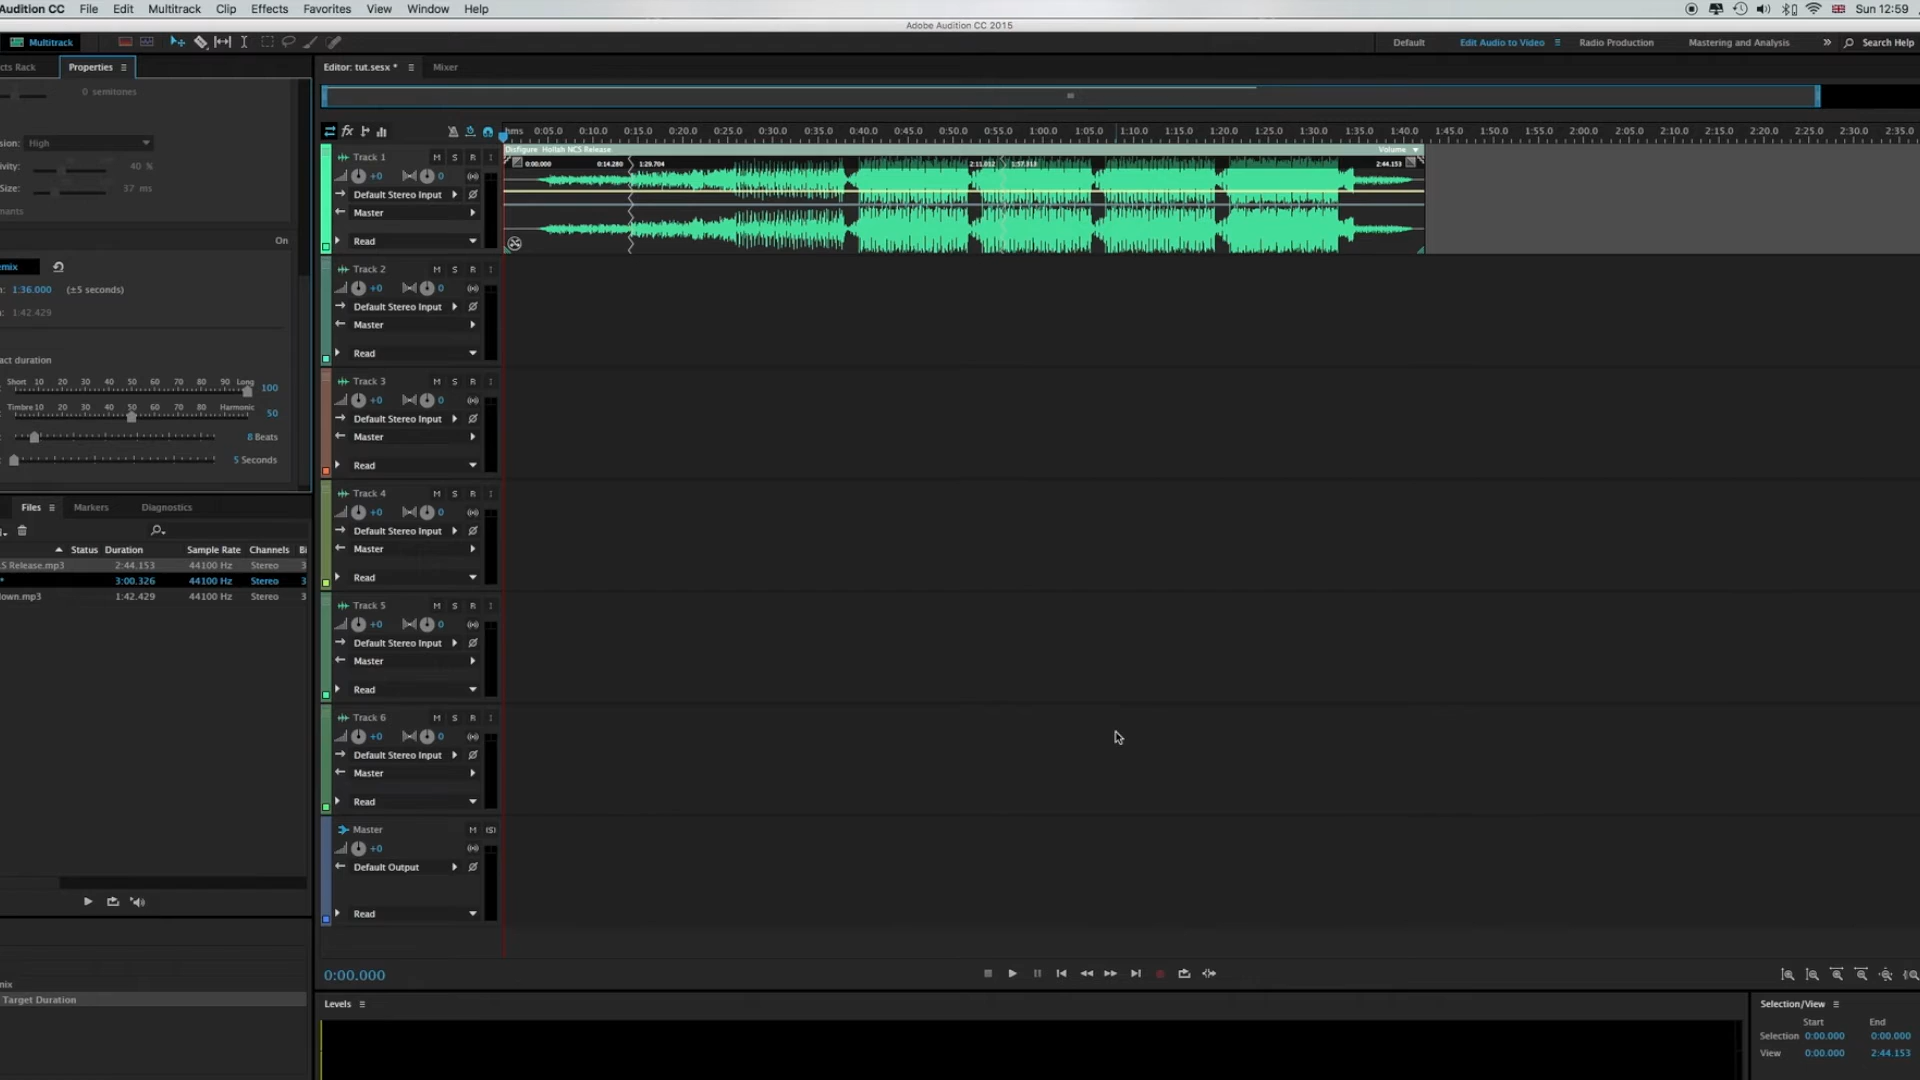 Audition CC File Edit Multitrack Clip Effects Favorites View Window Help Sun 12:59
Adobe Audition CC 2015
Multitrack Default Edit Audio to Video Radio Production Mastering and Analysis Search Help
cts Rack Properties Editor: tut.sesx * Mixer
0 semitones
hms 0:05.0 0:10.0 0:15.0 0:20.0 0:25.0 0:30.0 0:35.0 0:40.0 0:45.0 0:50.0 0:55.0 1:00.0 1:05.0 1:10.0 1:15.0 1:20.0 1:25.0 1:30.0 1:35.0 1:40.0 1:45.0 1:50.0 1:55.0 2:00.0 2:05.0 2:10.0 2:15.0 2:20.0 2:25.0 2:30.0 2:35.0
sion: High
ivity: 40 %
Size: 37 ms
mants
On
mix
n: 1:36.000 (±5 seconds)
n: 1:42.429
act duration
Short 10 20 30 40 50 60 70 80 90 Long 100
Timbre 10 20 30 40 50 60 70 80 Harmonic 50
8 Beats
5 Seconds
Disfigure Hollah NCS Release Volume
0:00.000 0:14.280 1:29.704 2:11.012 1:57.313 2:44.153
Track 1 M S R I
+0 0
Default Stereo Input
Master
Read
Track 2 M S R I
+0 0
Default Stereo Input
Master
Read
Track 3 M S R I
+0 0
Default Stereo Input
Master
Read
Track 4 M S R I
+0 0
Default Stereo Input
Master
Read
Track 5 M S R I
+0 0
Default Stereo Input
Master
Read
Track 6 M S R I
+0 0
Default Stereo Input
Master
Read
Master M (S)
+0
Default Output
Read
Files Markers Diagnostics
Status Duration Sample Rate Channels Bi
S Release.mp3 2:44.153 44100 Hz Stereo 3
* 3:00.326 44100 Hz Stereo 3
lown.mp3 1:42.429 44100 Hz Stereo 3
mix
Target Duration
0:00.000
Levels
Selection/View
Start End
Selection 0:00.000 0:00.000
View 0:00.000 2:44.153